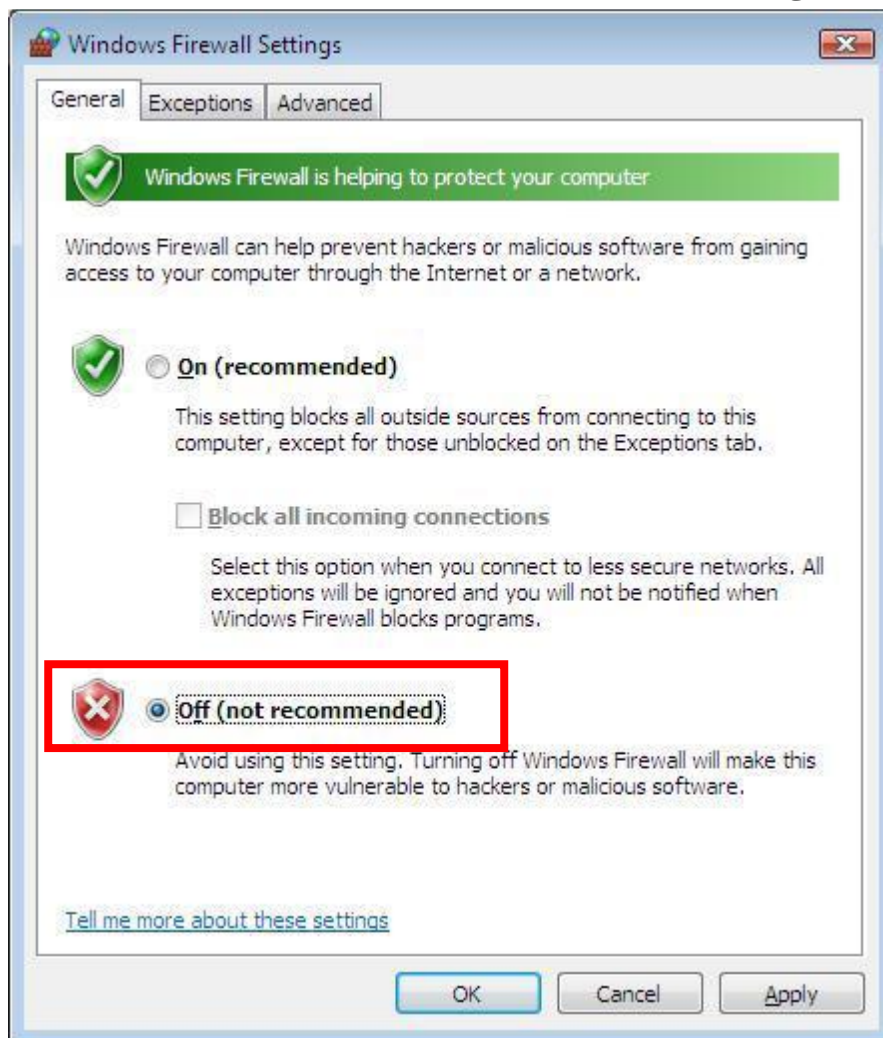 Windows Firewall Settings
General Exceptions Advanced
Windows Firewall is helping to protect your computer
Windows Firewall can help prevent hackers or malicious software from gaining
access to your computer through the Internet or a network.
On (recommended)
This setting blocks all outside sources from connecting to this
computer, except for those unblocked on the Exceptions tab.
Block all incoming connections
Select this option when you connect to less secure networks. All
exceptions will be ignored and you will not be notified when
Windows Firewall blocks programs.
Off (not recommended)
Avoid using this setting. Turning off Windows Firewall will make this
computer more vulnerable to hackers or malicious software.
Tell me more about these settings
OK Cancel Apply